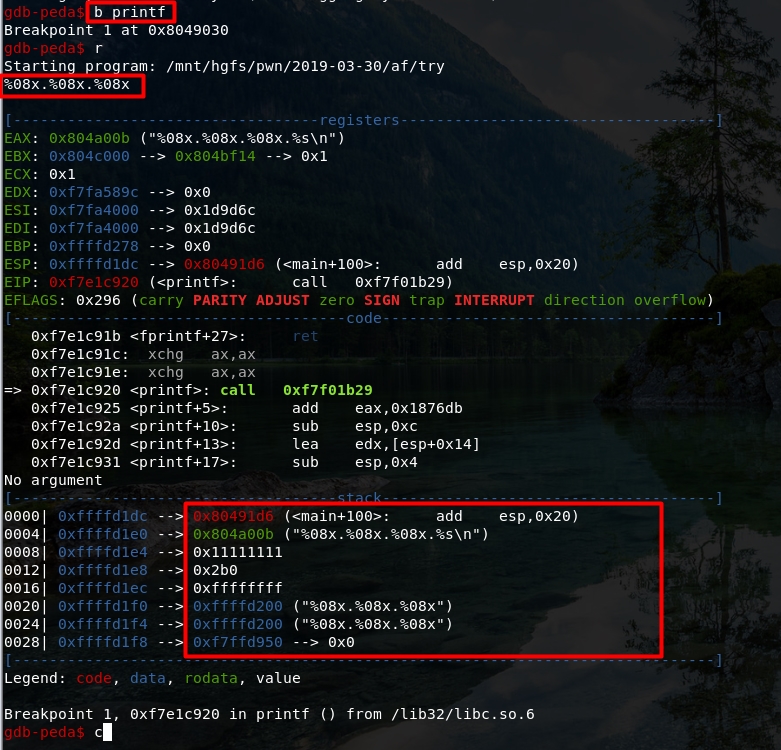 gdb-peda$ b printf
Breakpoint 1 at 0x8049030
gdb-peda$ r
Starting program: /mnt/hgfs/pwn/2019-03-30/af/try
%08x.%08x.%08x
[----------------------------------registers-----------------------------------]
EAX: 0x804a00b ("%08x.%08x.%08x.%s\n")
EBX: 0x804c000 --> 0x804bf14 --> 0x1
ECX: 0x1
EDX: 0xf7fa589c --> 0x0
ESI: 0xf7fa4000 --> 0x1d9d6c
EDI: 0xf7fa4000 --> 0x1d9d6c
EBP: 0xffffd278 --> 0x0
ESP: 0xffffd1dc --> 0x80491d6 (<main+100>:	add    esp,0x20)
EIP: 0xf7e1c920 (<printf>:	call   0xf7f01b29)
EFLAGS: 0x296 (carry PARITY ADJUST zero SIGN trap INTERRUPT direction overflow)
[-------------------------------------code-------------------------------------]
   0xf7e1c91b <fprintf+27>:	ret
   0xf7e1c91c:	xchg   ax,ax
   0xf7e1c91e:	xchg   ax,ax
=> 0xf7e1c920 <printf>:	call   0xf7f01b29
   0xf7e1c925 <printf+5>:	add    eax,0x1876db
   0xf7e1c92a <printf+10>:	sub    esp,0xc
   0xf7e1c92d <printf+13>:	lea    edx,[esp+0x14]
   0xf7e1c931 <printf+17>:	sub    esp,0x4
No argument
[------------------------------------stack-------------------------------------]
0000| 0xffffd1dc --> 0x80491d6 (<main+100>:	add    esp,0x20)
0004| 0xffffd1e0 --> 0x804a00b ("%08x.%08x.%08x.%s\n")
0008| 0xffffd1e4 --> 0x11111111
0012| 0xffffd1e8 --> 0x2b0
0016| 0xffffd1ec --> 0xffffffff
0020| 0xffffd1f0 --> 0xffffd200 ("%08x.%08x.%08x")
0024| 0xffffd1f4 --> 0xffffd200 ("%08x.%08x.%08x")
0028| 0xffffd1f8 --> 0xf7ffd950 --> 0x0
[------------------------------------------------------------------------------]
Legend: code, data, rodata, value
Breakpoint 1, 0xf7e1c920 in printf () from /lib32/libc.so.6
gdb-peda$ c